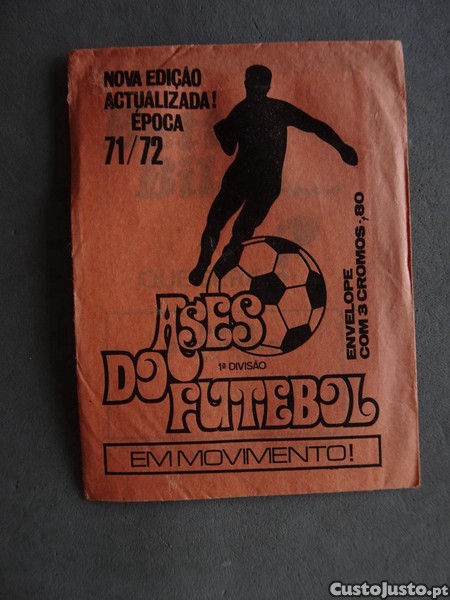 NOVA EDIÇÃO
ACTUALIZADA!
ÉPOCA
71/72
ENVELOPE
COM 3 CROMOS-,80
ASES
1ª DIVISÃO
DO FUTEBOL
EM MOVIMENTO!
CustoJusto.pt